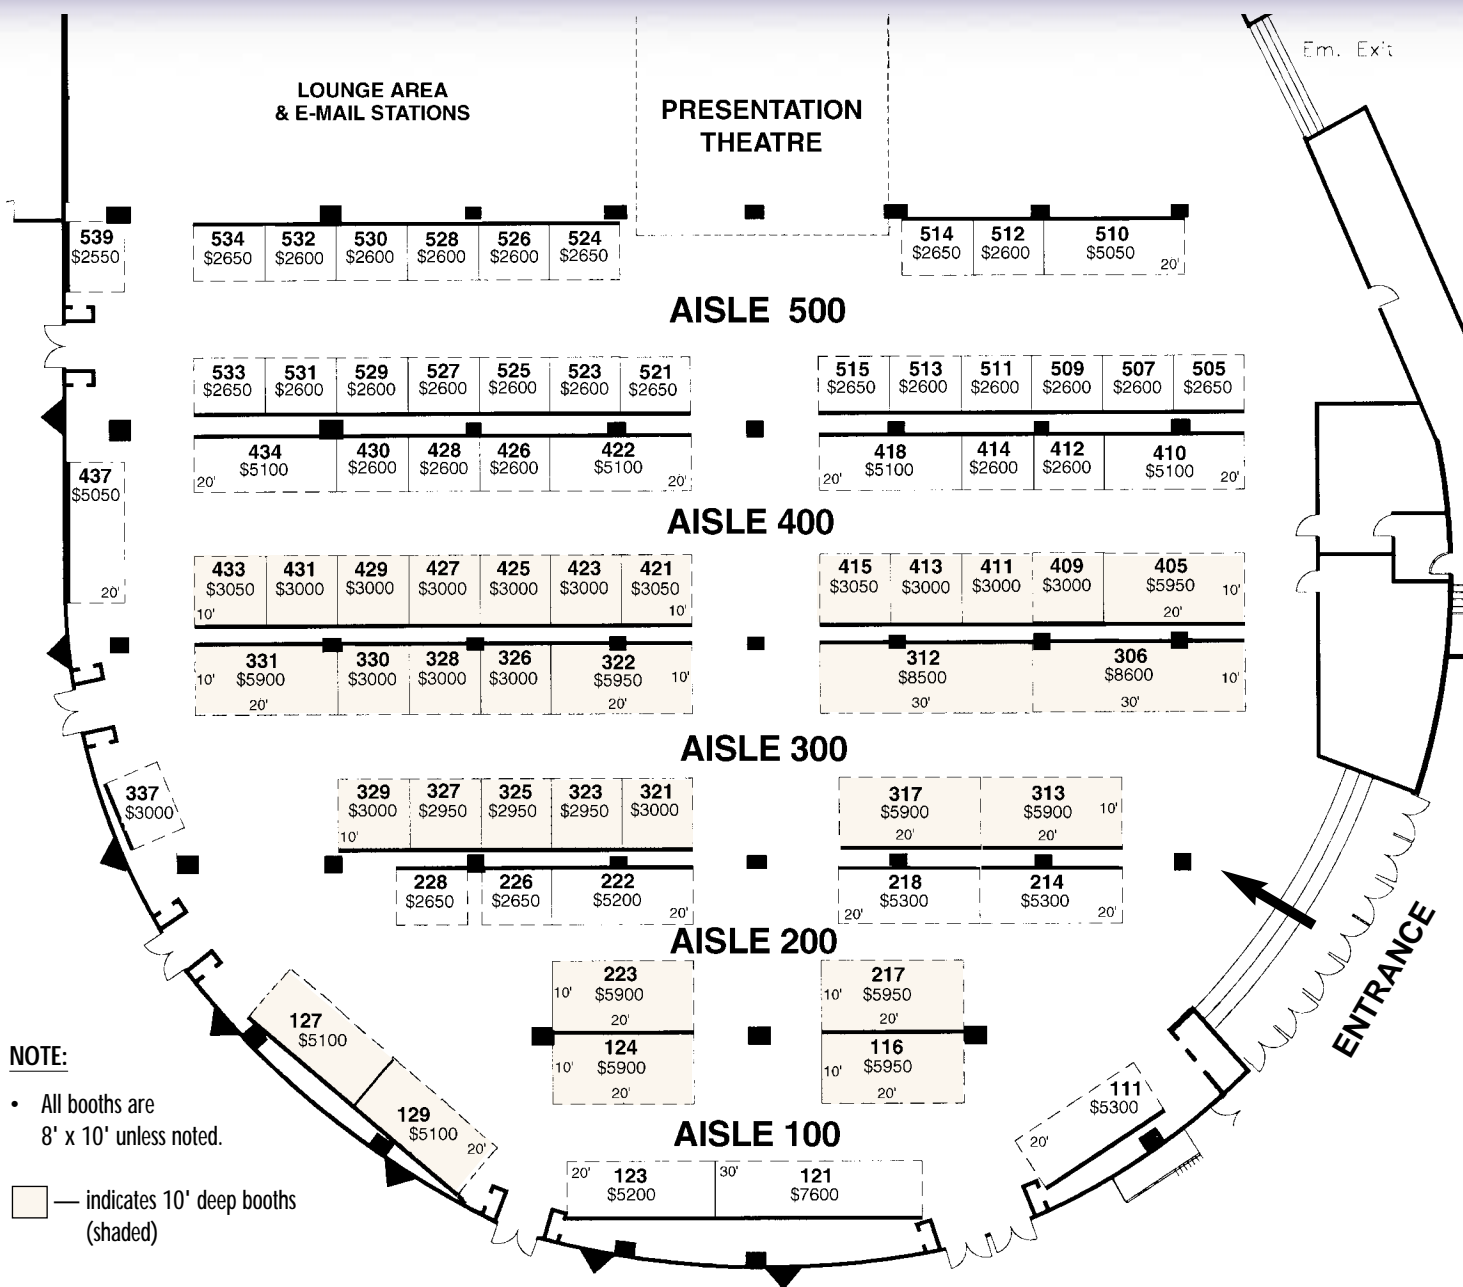 Em. Exit
LOUNGE AREA
& E-MAIL STATIONS
PRESENTATION
THEATRE
539
$2550
534 532 530 528 526 524
$2650 $2600 $2600 $2600 $2600 $2650
514 512 510
$2650 $2600 $5050
20'
AISLE 500
533 531 529 527 525 523 521
$2650 $2600 $2600 $2600 $2600 $2600 $2650
515 513 511 509 507 505
$2650 $2600 $2600 $2600 $2600 $2650
434 430 428 426 422
$5100 $2600 $2600 $2600 $5100
20' 20'
418 414 412 410
$5100 $2600 $2600 $5100
20' 20'
437
$5050
20'
AISLE 400
433 431 429 427 425 423 421
$3050 $3000 $3000 $3000 $3000 $3000 $3050
10' 10'
415 413 411 409 405
$3050 $3000 $3000 $3000 $5950 10'
20'
331 330 328 326 322
10' $5900 $3000 $3000 $3000 $5950 10'
20' 20'
312 306
$8500 $8600 10'
30' 30'
AISLE 300
337
$3000
329 327 325 323 321
$3000 $2950 $2950 $2950 $3000
10'
317 313
$5900 $5900 10'
20' 20'
228 226 222
$2650 $2650 $5200
20'
218 214
$5300 $5300
20' 20'
AISLE 200
ENTRANCE
223
10' $5900
20'
217
10' $5950
20'
124
10' $5900
20'
116
10' $5950
20'
127
$5100
129
$5100
20'
111
$5300
20'
AISLE 100
20' 123 30' 121
$5200 $7600
NOTE:
• All booths are
8' x 10' unless noted.
— indicates 10' deep booths
(shaded)